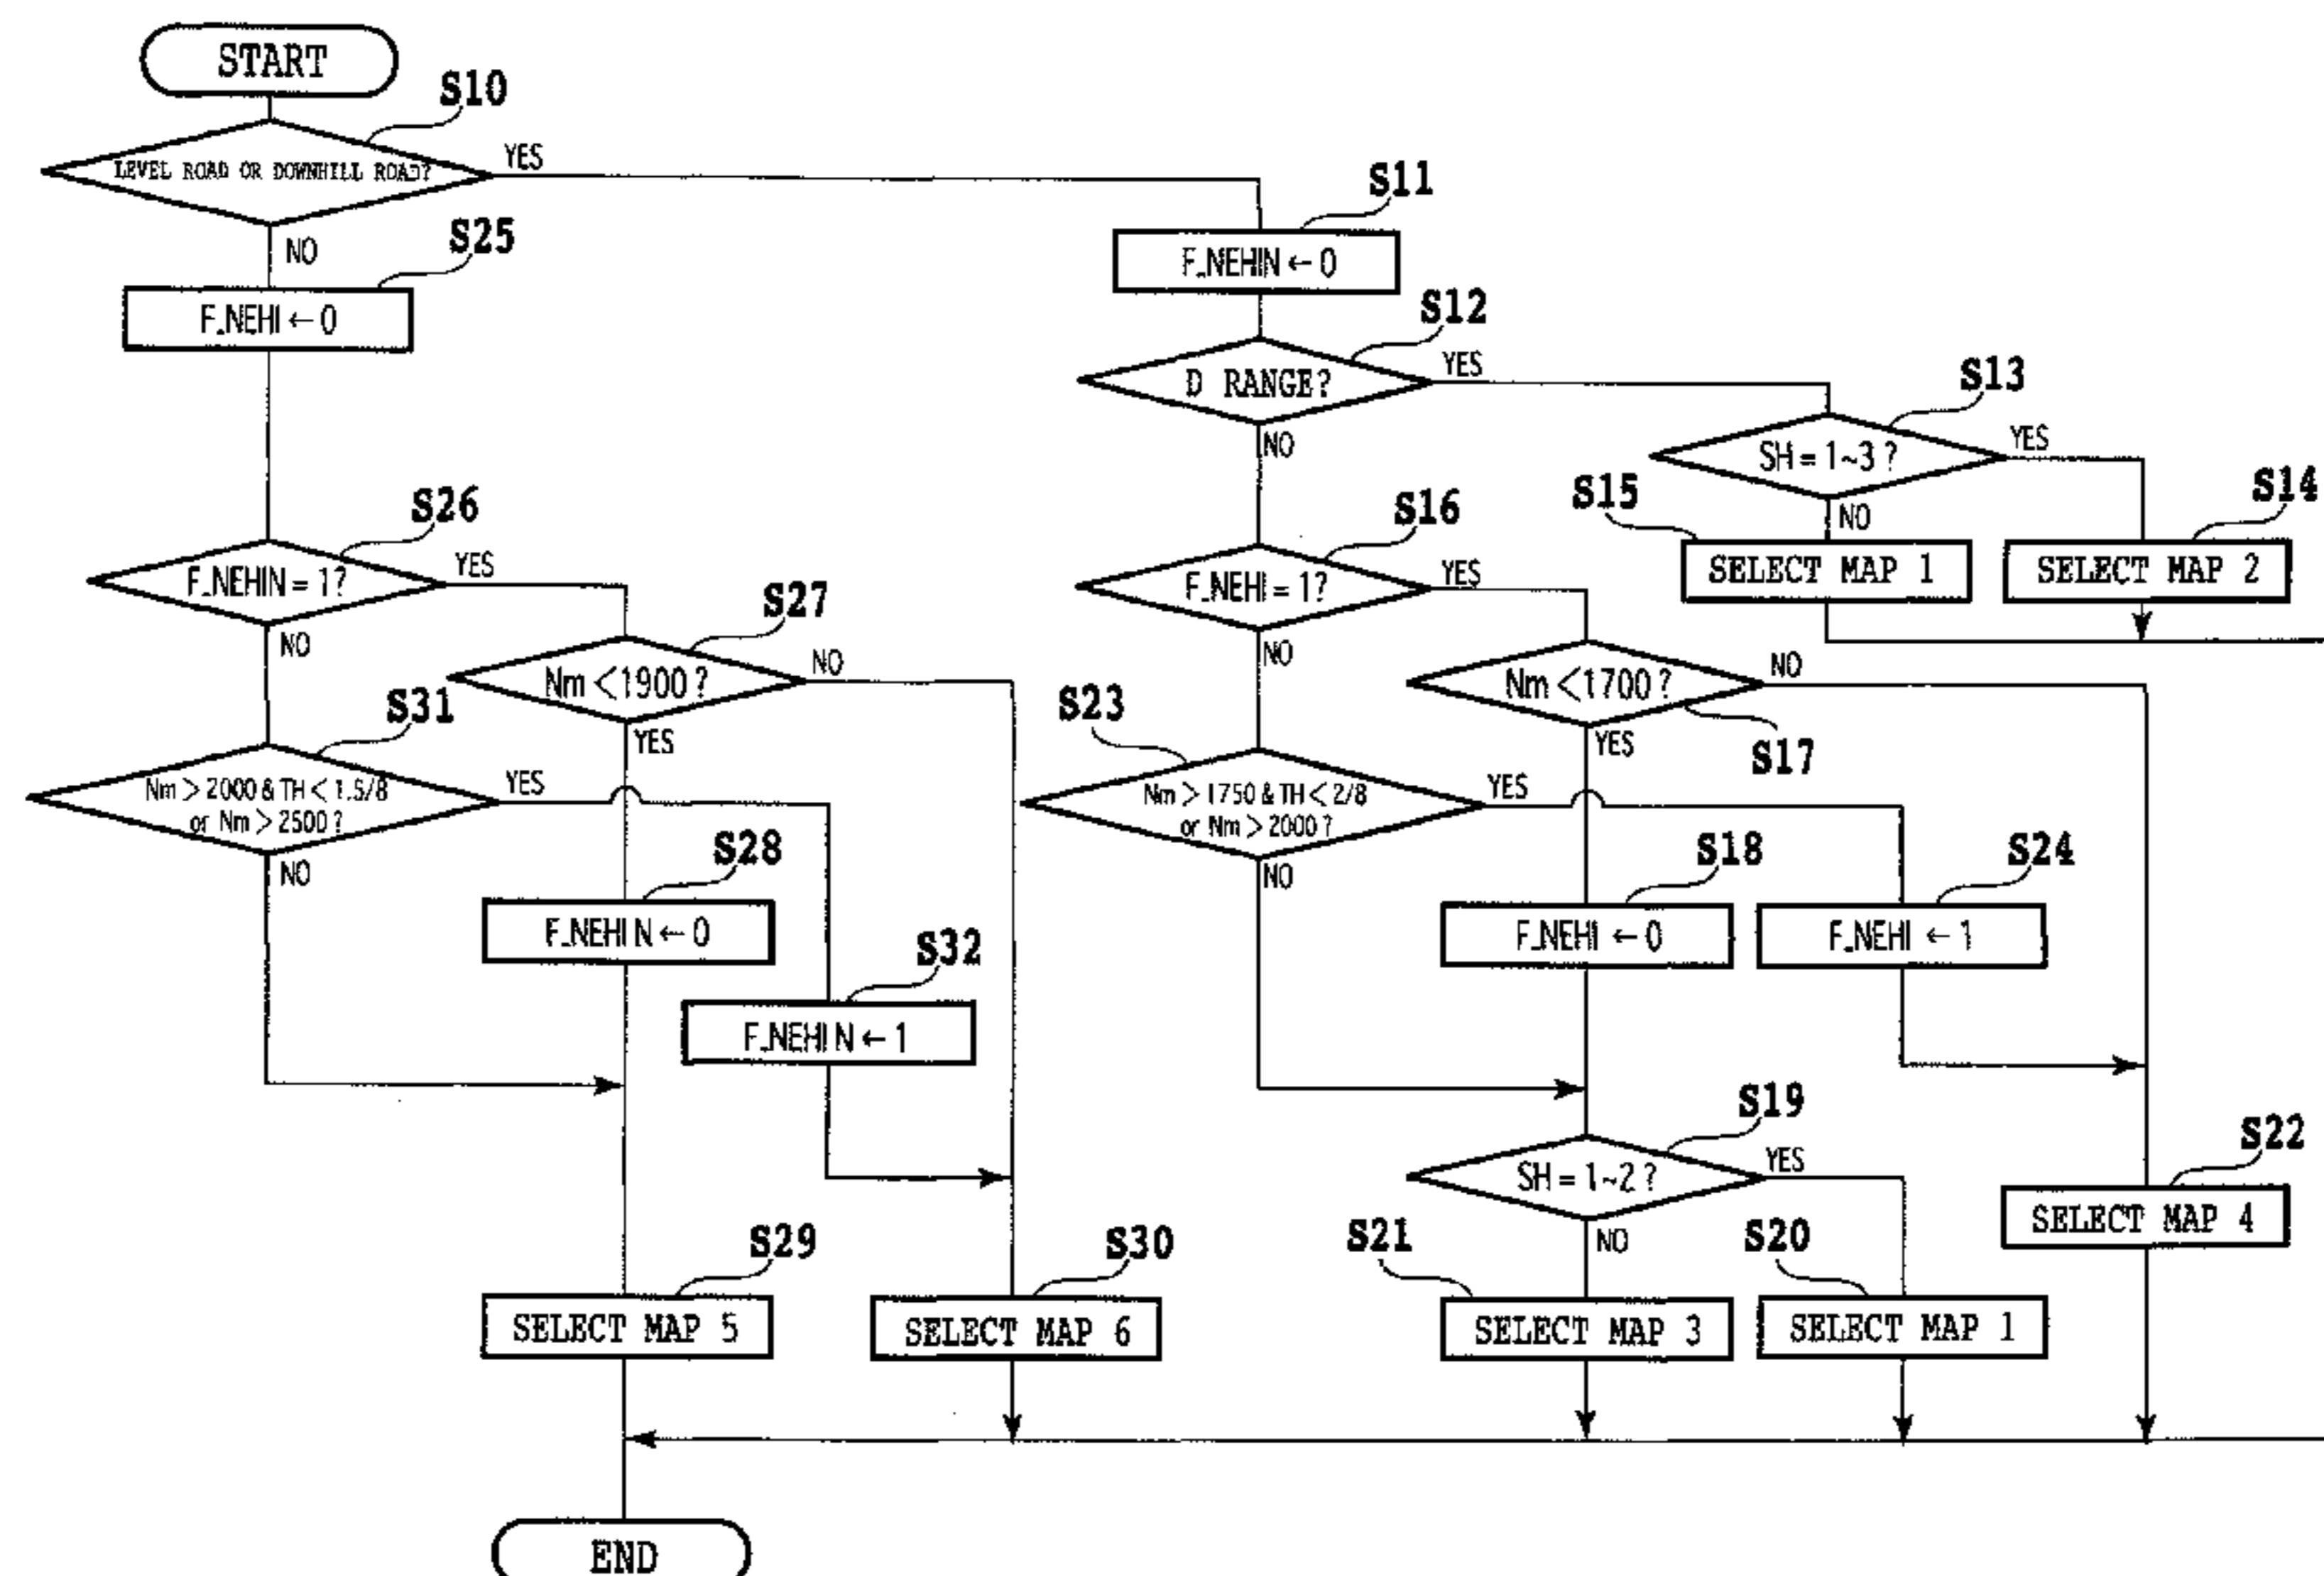 START
S10
LEVEL ROAD OR DOWNHILL ROAD?
YES
NO
S25
F_NEHI ← 0
S11
F_NEHIN ← 0
S12
D RANGE?
YES
NO
S13
SH = 1~3 ?
YES
NO
S15
SELECT MAP 1
S14
SELECT MAP 2
S26
F_NEHIN = 1?
YES
NO
S27
Nm < 1900 ?
NO
YES
S16
F_NEHI = 1?
YES
NO
Nm < 1700 ?
NO
YES
S17
S31
Nm > 2000 & TH < 1.5/8
or Nm > 2500 ?
YES
NO
S23
Nm > 1750 & TH < 2/8
or Nm > 2000 ?
YES
NO
S28
F_NEHIN ← 0
S32
F_NEHIN ← 1
S18
F_NEHI ← 0
S24
F_NEHI ← 1
S19
SH = 1~2 ?
YES
NO
S22
SELECT MAP 4
S29
SELECT MAP 5
S30
SELECT MAP 6
S21
SELECT MAP 3
S20
SELECT MAP 1
END